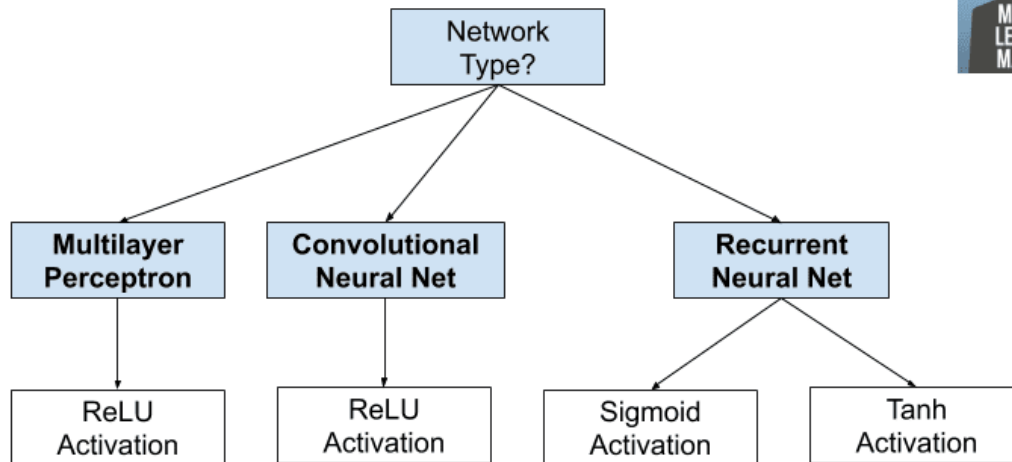 Network
Type?
Multilayer
Perceptron
Convolutional
Neural Net
Recurrent
Neural Net
ReLU
Activation
ReLU
Activation
Sigmoid
Activation
Tanh
Activation